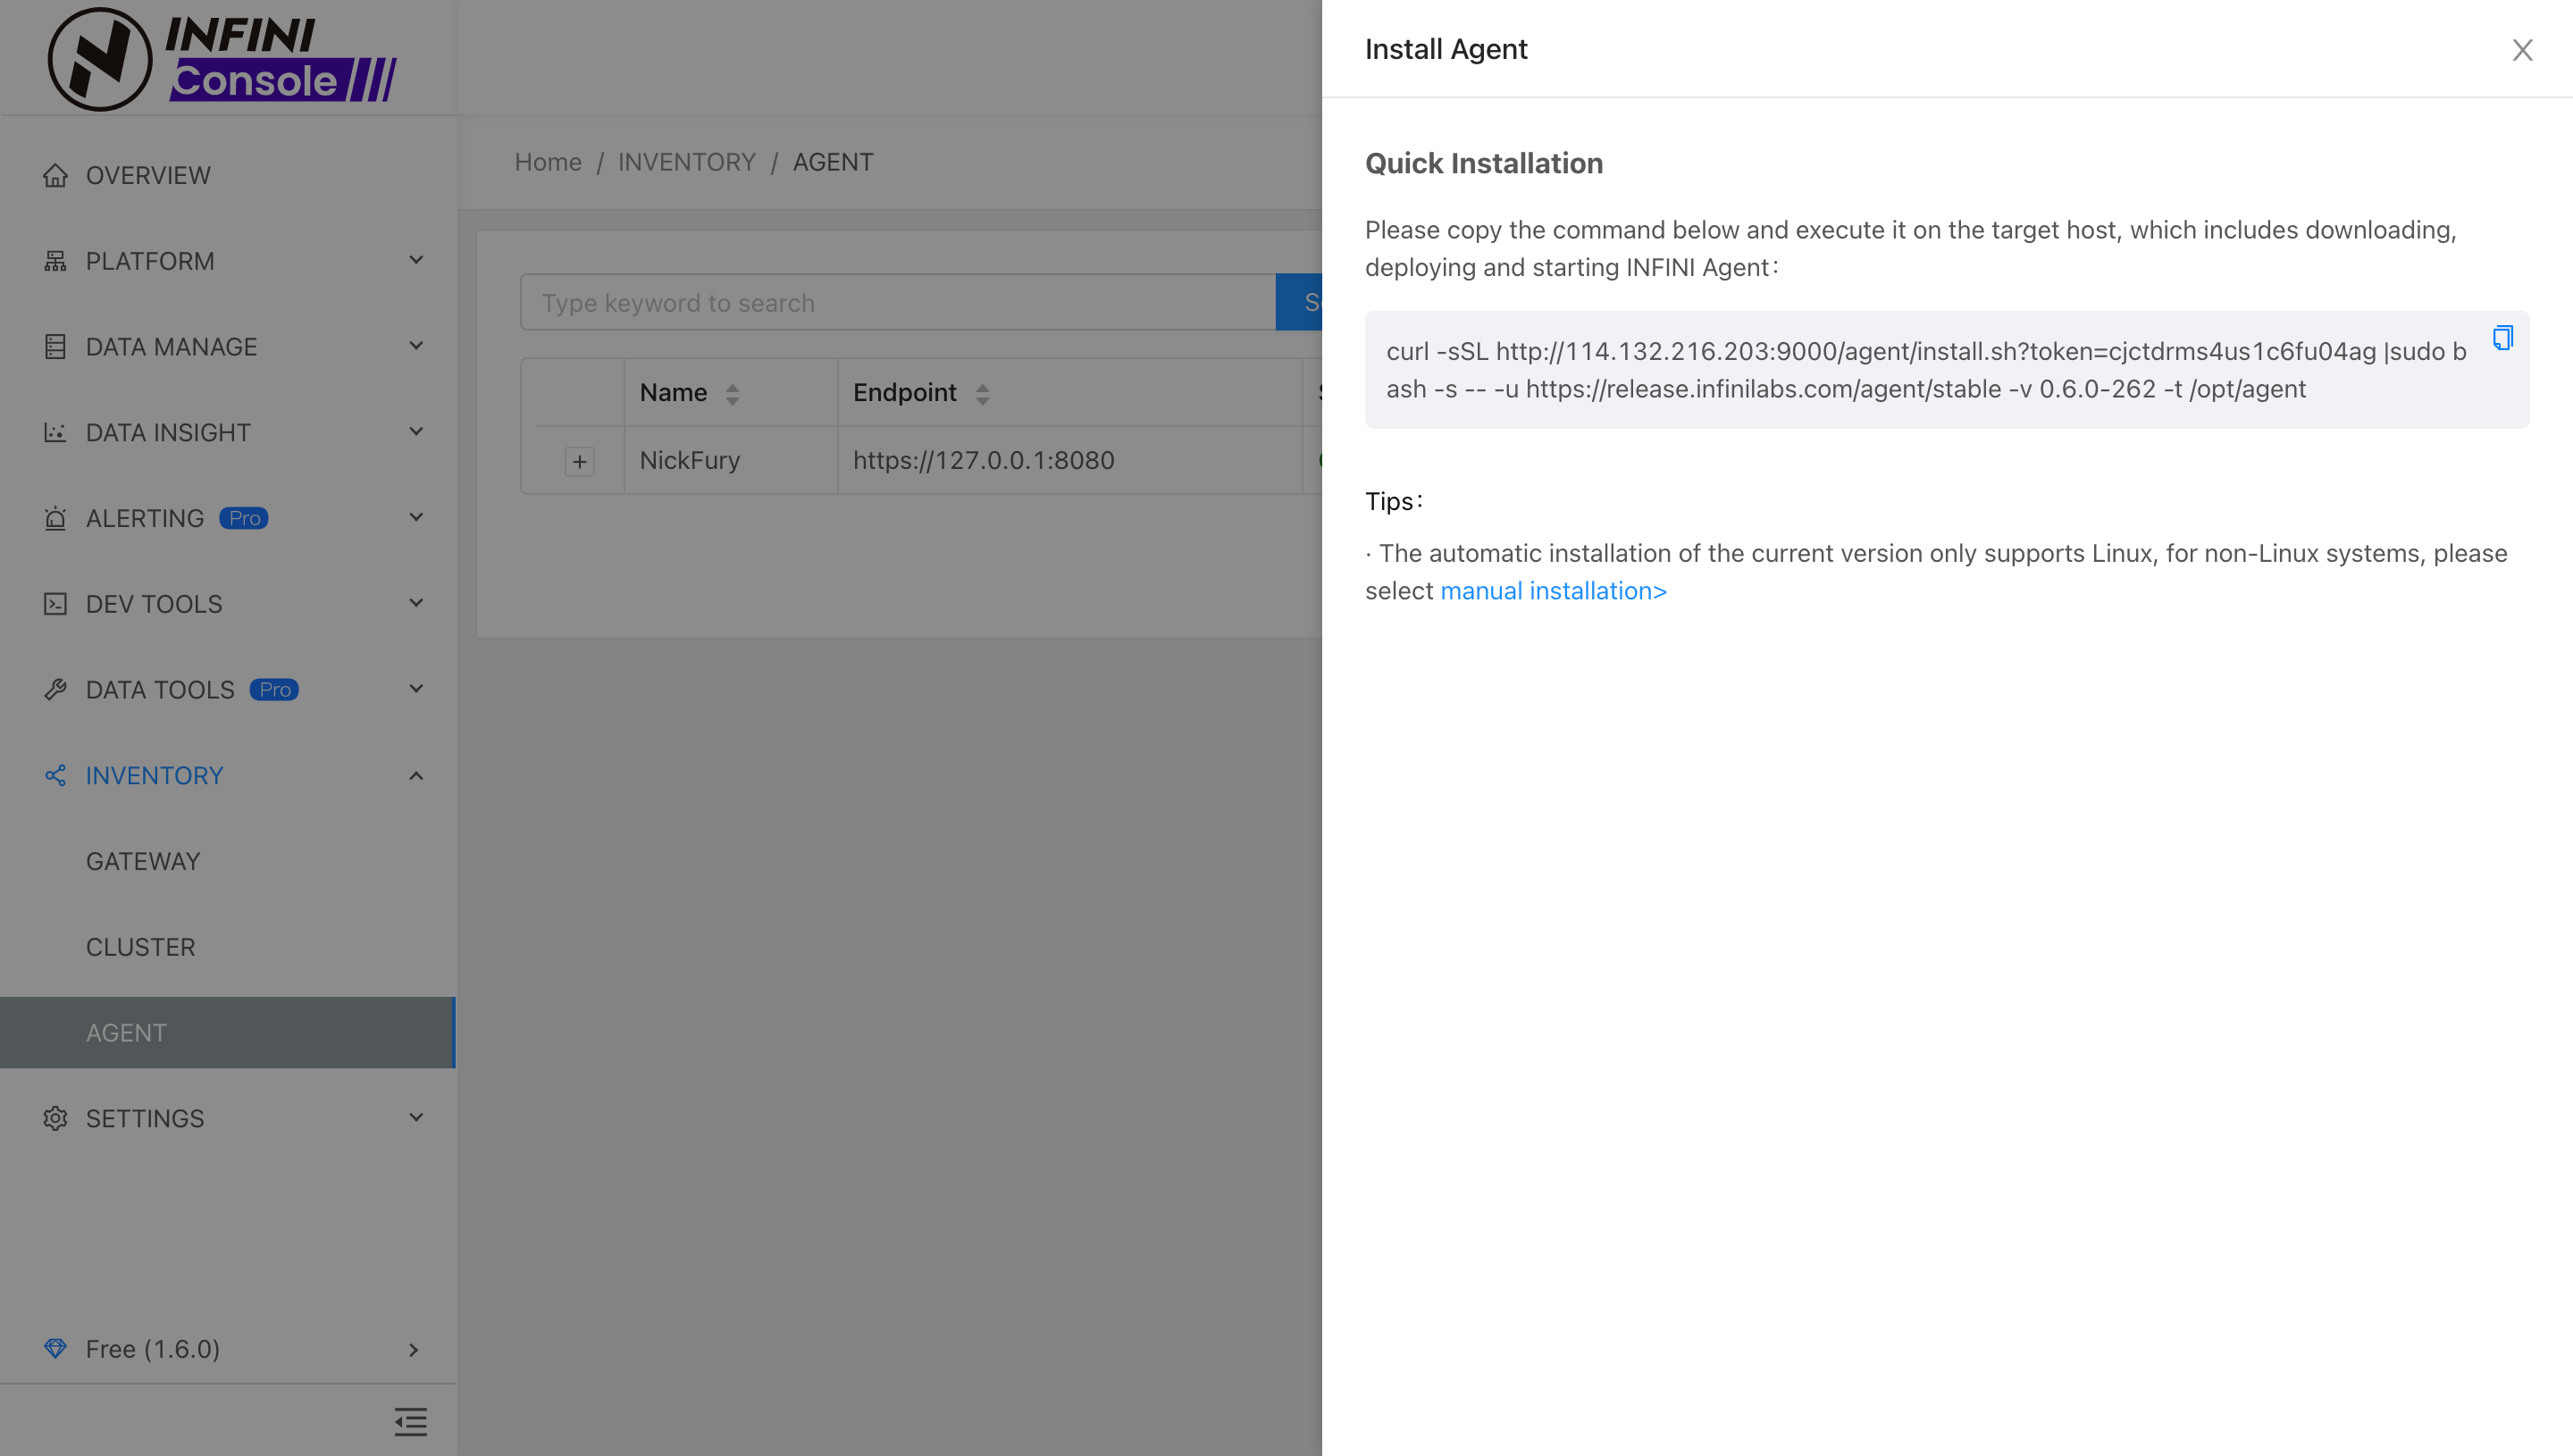 INFINI
Console
OVERVIEW
PLATFORM
DATA MANAGE
DATA INSIGHT
ALERTING Pro
DEV TOOLS
DATA TOOLS Pro
INVENTORY
GATEWAY
CLUSTER
AGENT
SETTINGS
Free (1.6.0)
Home / INVENTORY / AGENT
Type keyword to search
Name
Endpoint
NickFury
https://127.0.0.1:8080
Install Agent
Quick Installation
Please copy the command below and execute it on the target host, which includes downloading,
deploying and starting INFINI Agent：
curl -sSL http://114.132.216.203:9000/agent/install.sh?token=cjctdrms4us1c6fu04ag |sudo b
ash -s -- -u https://release.infinilabs.com/agent/stable -v 0.6.0-262 -t /opt/agent
Tips：
· The automatic installation of the current version only supports Linux, for non-Linux systems, please
select manual installation>